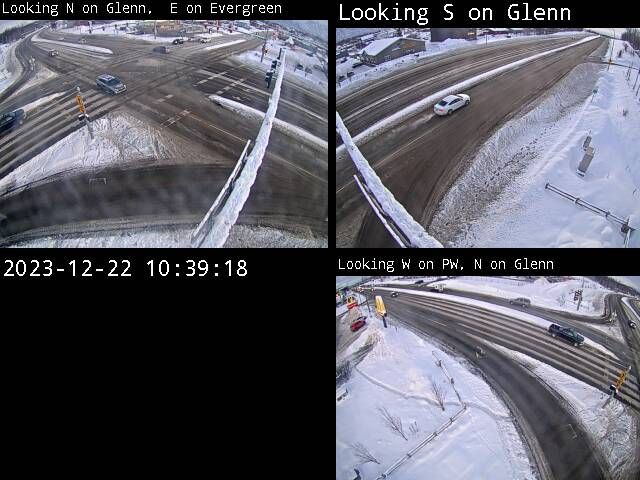 Looking N on Glenn,  E on Evergreen
Looking S on Glenn
2023-12-22 10:39:18
Looking W on PW, N on Glenn